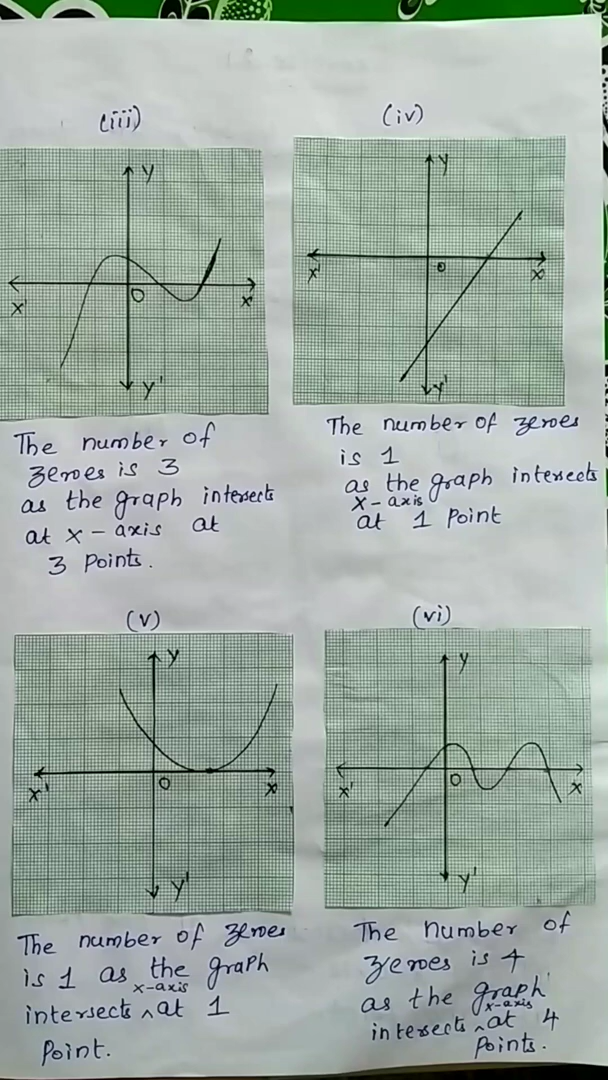 (iii)
Y
X'
O
X
Y'
The number of
zeroes is 3
as the graph intersects
at x-axis at
3 Points.
(iv)
Y
X'
O
X
Y'
The number of zeroes
is 1
as the graph intersects
x-axis
at 1 Point
(v)
Y
X'
O
X
Y'
The number of zeroes
is 1 as the graph
x-axis
intersects ^ at 1
Point.
(vi)
Y
X'
O
X
Y'
The number of
zeroes is 4
as the graph
x-axis
intersects ^ at 4
Points.